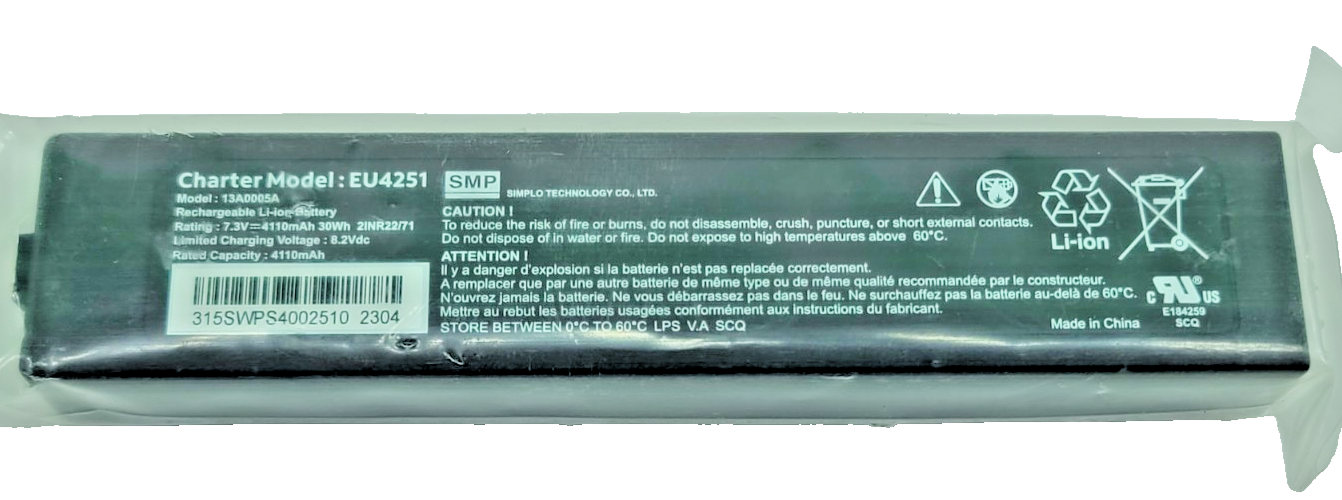 Charter Model : EU4251
Model : 13A0005A
Rechargeable Li-ion Battery
Rating : 7.3V⎓4110mAh 30Wh 2INR22/71
Limited Charging Voltage : 8.2Vdc
Rated Capacity : 4110mAh
315SWPS4002510 2304
SMP SIMPLO TECHNOLOGY CO., LTD.
CAUTION !
To reduce the risk of fire or burns, do not disassemble, crush, puncture, or short external contacts.
Do not dispose of in water or fire. Do not expose to high temperatures above 60°C.
ATTENTION !
Il y a danger d'explosion si la batterie n'est pas replacée correctement.
A remplacer que par une autre batterie de même type ou de même qualité recommandée par le constructeur.
N'ouvrez jamais la batterie. Ne vous débarrassez pas dans le feu. Ne surchauffez pas la batterie au-delà de 60°C.
Mettre au rebut les batteries usagées conformément aux instructions du fabricant.
STORE BETWEEN 0°C TO 60°C LPS V.A SCQ
Made in China
Li-ion
c RU ® US
E184259
SCQ